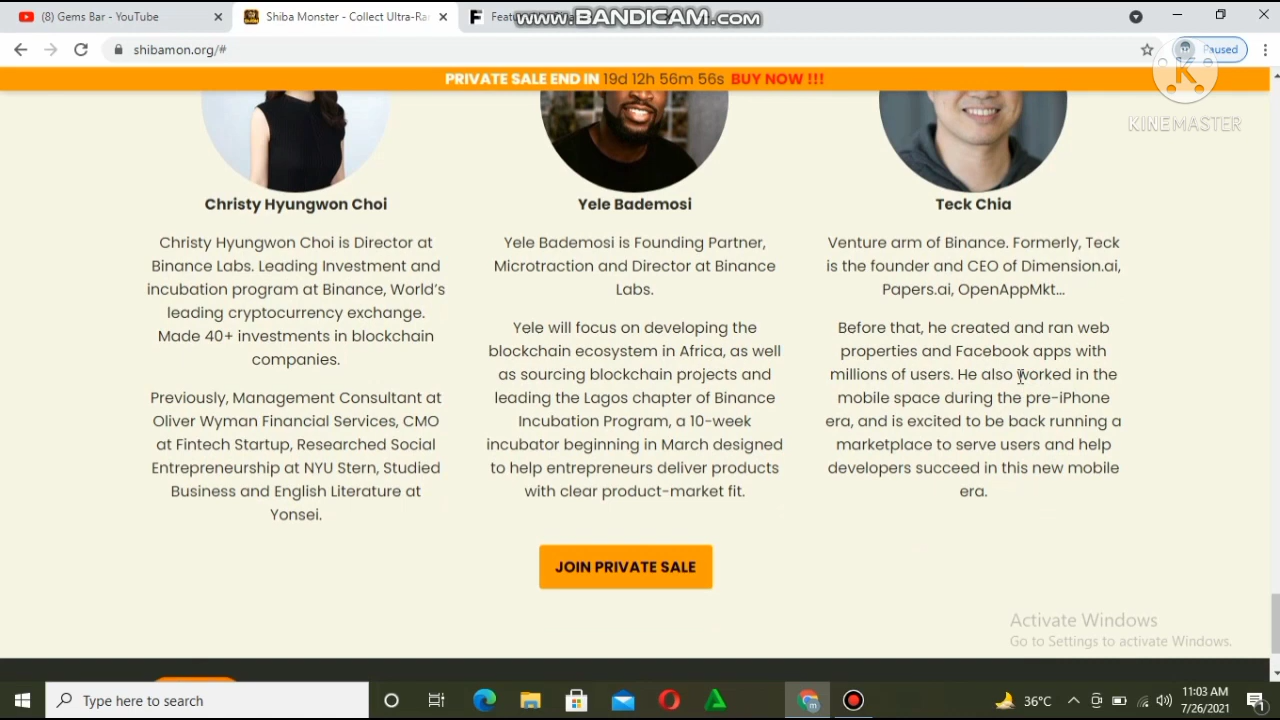 (8) Gems Bar - YouTube
Shiba Monster - Collect Ultra-Ra
www.BANDICAM.com
shibamon.org/#
Paused
PRIVATE SALE END IN 19d 12h 56m 56s BUY NOW !!!
K
KINEMASTER
Christy Hyungwon Choi
Christy Hyungwon Choi is Director at
Binance Labs. Leading Investment and
incubation program at Binance, World's
leading cryptocurrency exchange.
Made 40+ investments in blockchain
companies.
Previously, Management Consultant at
Oliver Wyman Financial Services, CMO
at Fintech Startup, Researched Social
Entrepreneurship at NYU Stern, Studied
Business and English Literature at
Yonsei.
Yele Bademosi
Yele Bademosi is Founding Partner,
Microtraction and Director at Binance
Labs.
Yele will focus on developing the
blockchain ecosystem in Africa, as well
as sourcing blockchain projects and
leading the Lagos chapter of Binance
Incubation Program, a 10-week
incubator beginning in March designed
to help entrepreneurs deliver products
with clear product-market fit.
Teck Chia
Venture arm of Binance. Formerly, Teck
is the founder and CEO of Dimension.ai,
Papers.ai, OpenAppMkt...
Before that, he created and ran web
properties and Facebook apps with
millions of users. He also worked in the
mobile space during the pre-iPhone
era, and is excited to be back running a
marketplace to serve users and help
developers succeed in this new mobile
era.
JOIN PRIVATE SALE
Activate Windows
Go to Settings to activate Windows.
Type here to search
36°C
11:03 AM
7/26/2021